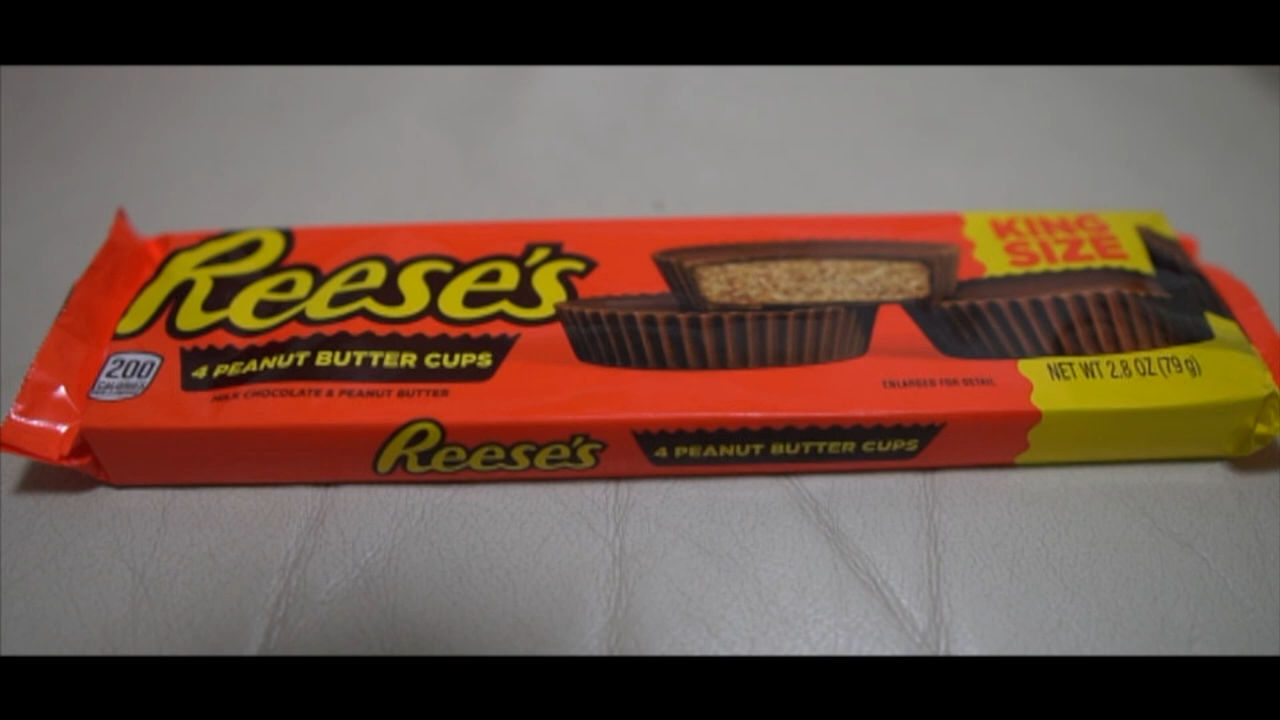 Reese's
KING
SIZE
4 PEANUT BUTTER CUPS
200
CALORIES
MILK CHOCOLATE & PEANUT BUTTER
ENLARGED FOR DETAIL
NET WT 2.8 OZ (79 g)
Reese's
4 PEANUT BUTTER CUPS